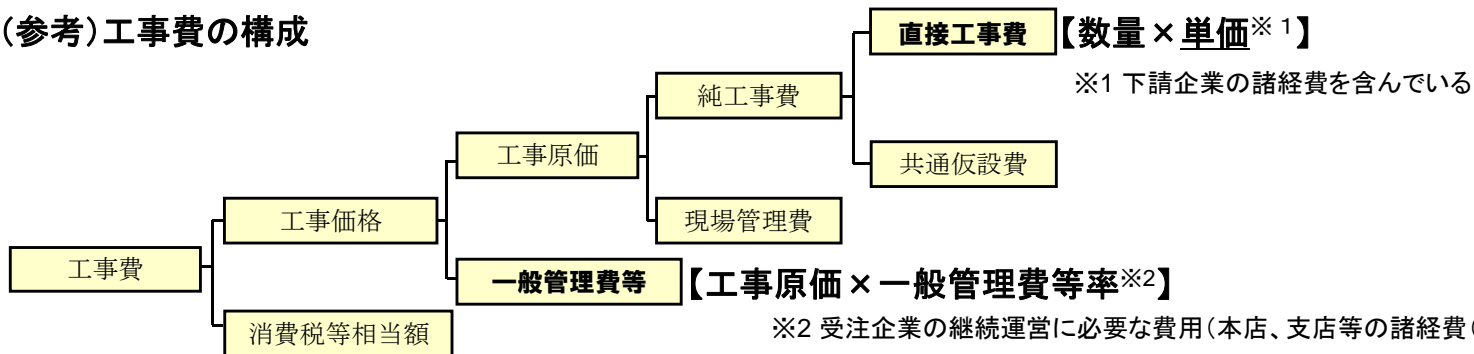 (参考)工事費の構成
直接工事費 【数量×単価※1】
※1 下請企業の諸経費を含んでいる
純工事費
工事原価
共通仮設費
工事価格
現場管理費
工事費
一般管理費等 【工事原価×一般管理費等率※2】
消費税等相当額
※2 受注企業の継続運営に必要な費用(本店、支店等の諸経費(